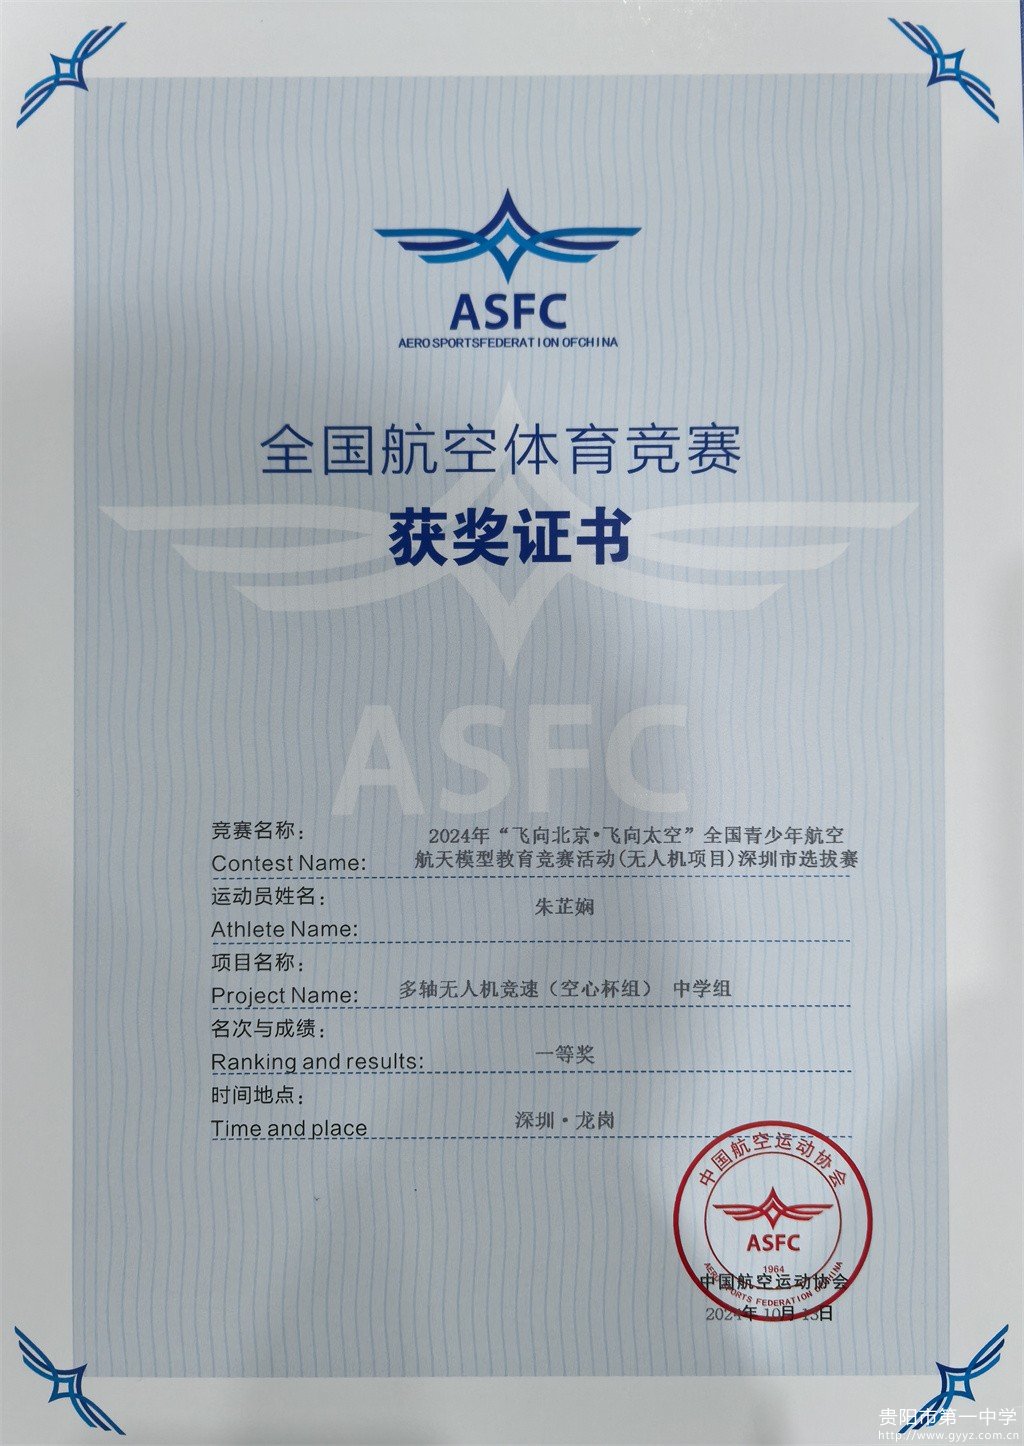 ASFC
AERO SPORTSFEDERATION OFCHINA
全国航空体育竞赛
获奖证书
ASFC
竞赛名称：
2024年“飞向北京·飞向太空”全国青少年航空
Contest Name:
航天模型教育竞赛活动(无人机项目)深圳市选拔赛
运动员姓名：
朱芷娴
Athlete Name:
项目名称：
Project Name:
多轴无人机竞速（空心杯组） 中学组
名次与成绩：
Ranking and results:
一等奖
时间地点：
Time and place
深圳·龙岗
中国航空运动协会
ASFC
1964
AERO SPORTS FEDERATION OF CHINA
中国航空运动协会
2024年 10月 13日
贵阳市第一中学
http://www.gyyz.com.cn